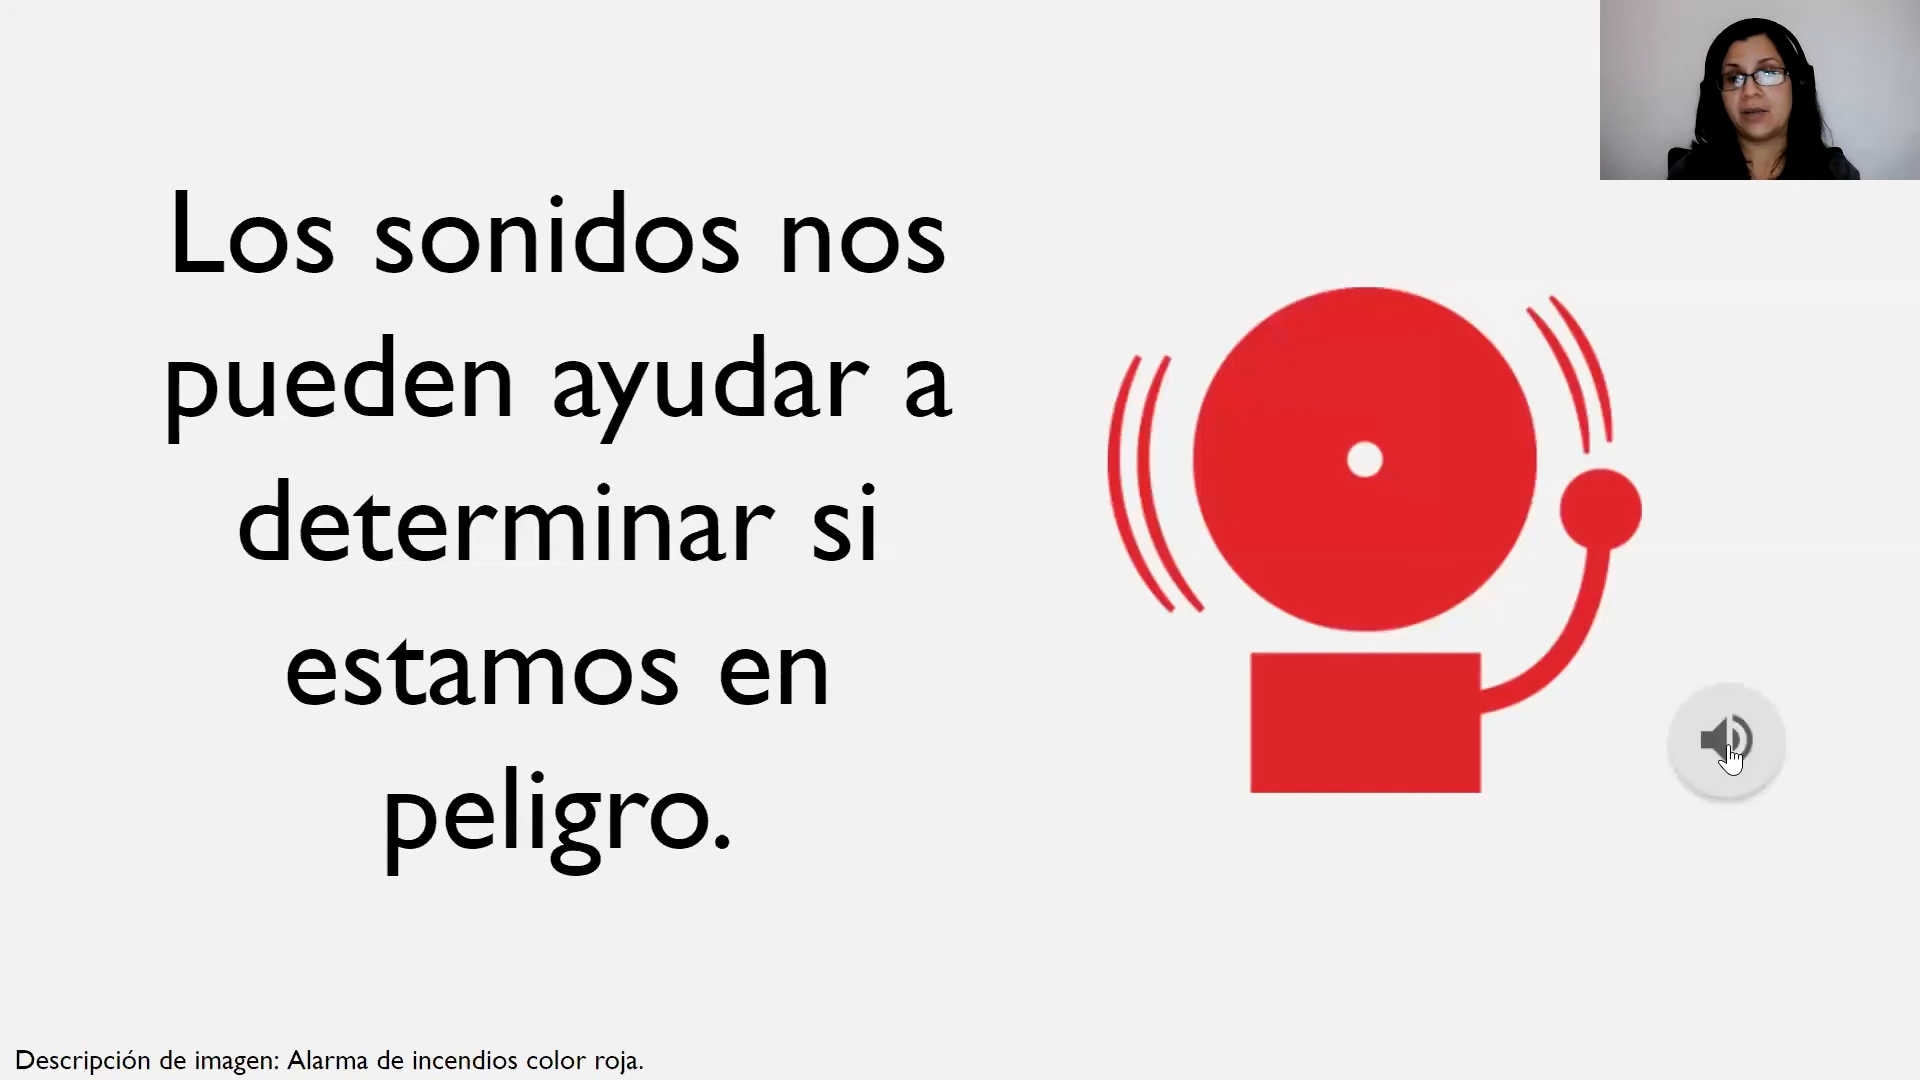 Los sonidos nos
pueden ayudar a
determinar si
estamos en
peligro.
Descripción de imagen: Alarma de incendios color roja.